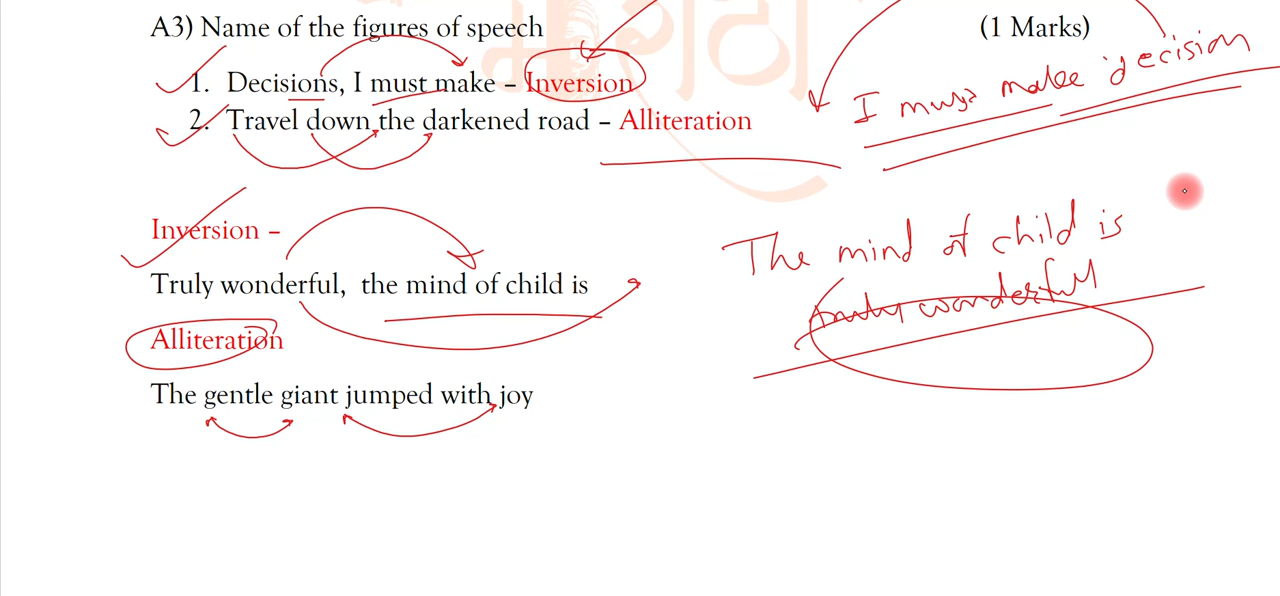 A3) Name of the figures of speech (1 Marks)
1. Decisions, I must make – Inversion
I must make decision
2. Travel down the darkened road – Alliteration
Inversion –
Truly wonderful, the mind of child is
The mind of child is
truly wonderful
Alliteration
The gentle giant jumped with joy